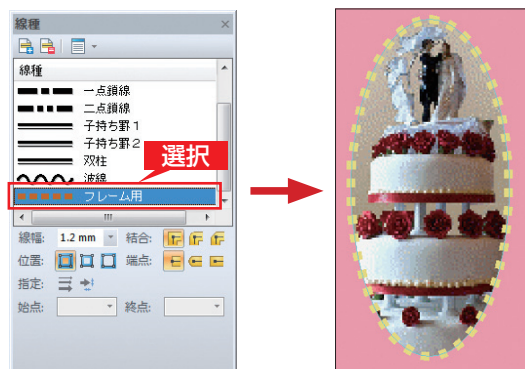 線種
線種
一点鎖線
二点鎖線
子持ち罫1
子持ち罫2
双柱
選択
波線
フレーム用
線幅: 1.2 mm 結合:
位置: 端点:
指定:
始点: 終点: